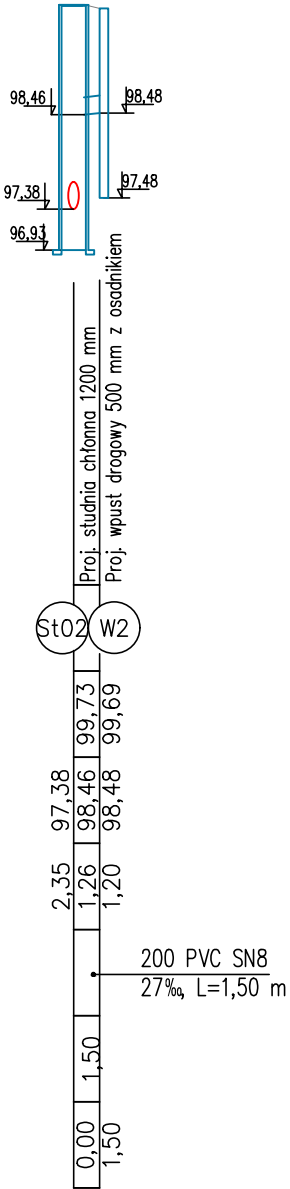 98,46
98,48
97,38
97,48
96,93
Proj. studnia chłonna 1200 mm
Proj. wpust drogowy 500 mm z osadnikiem
St02
W2
99,73
99,69
97,38
98,46
98,48
2,35
1,26
1,20
200 PVC SN8
27‰, L=1,50 m
1,50
0,00
1,50